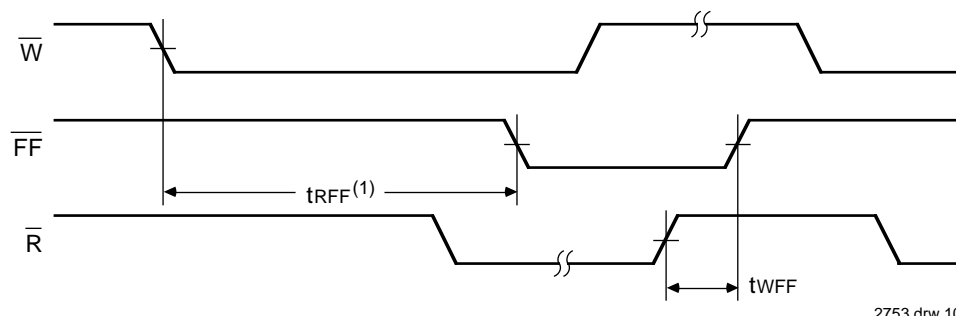 W
FF
tRFF(1)
R
tWFF
2753 drw 10